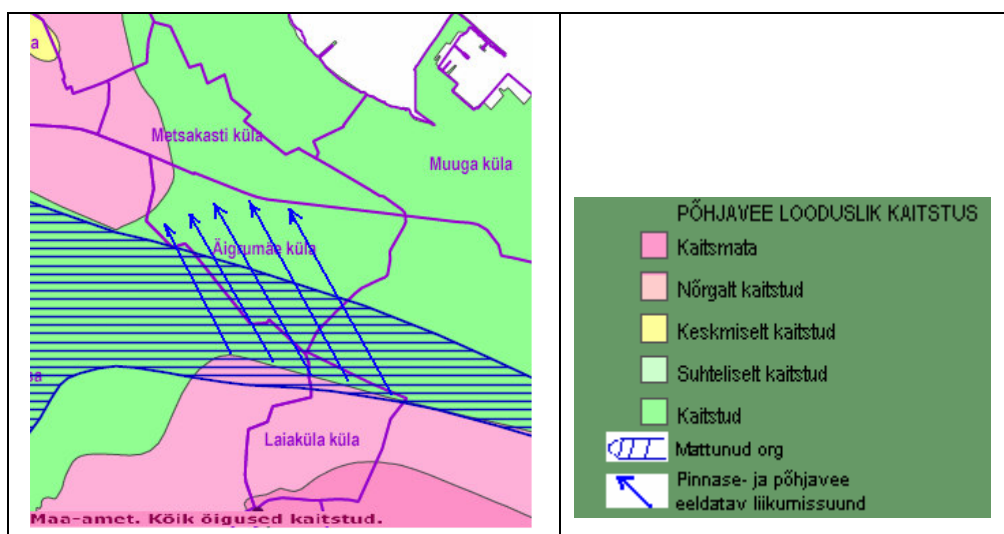 a
Metsakasti küla
Muuga küla
Äigrumäe küla
Laiaküla küla
Maa-amet. Kõik õigused kaitstud.
PÕHJAVEE LOODUSLIK KAITSTUS
Kaitsmata
Nõrgalt kaitstud
Keskmiselt kaitstud
Suhteliselt kaitstud
Kaitstud
Mattunud org
Pinnase- ja põhjavee
eeldatav liikumissuund